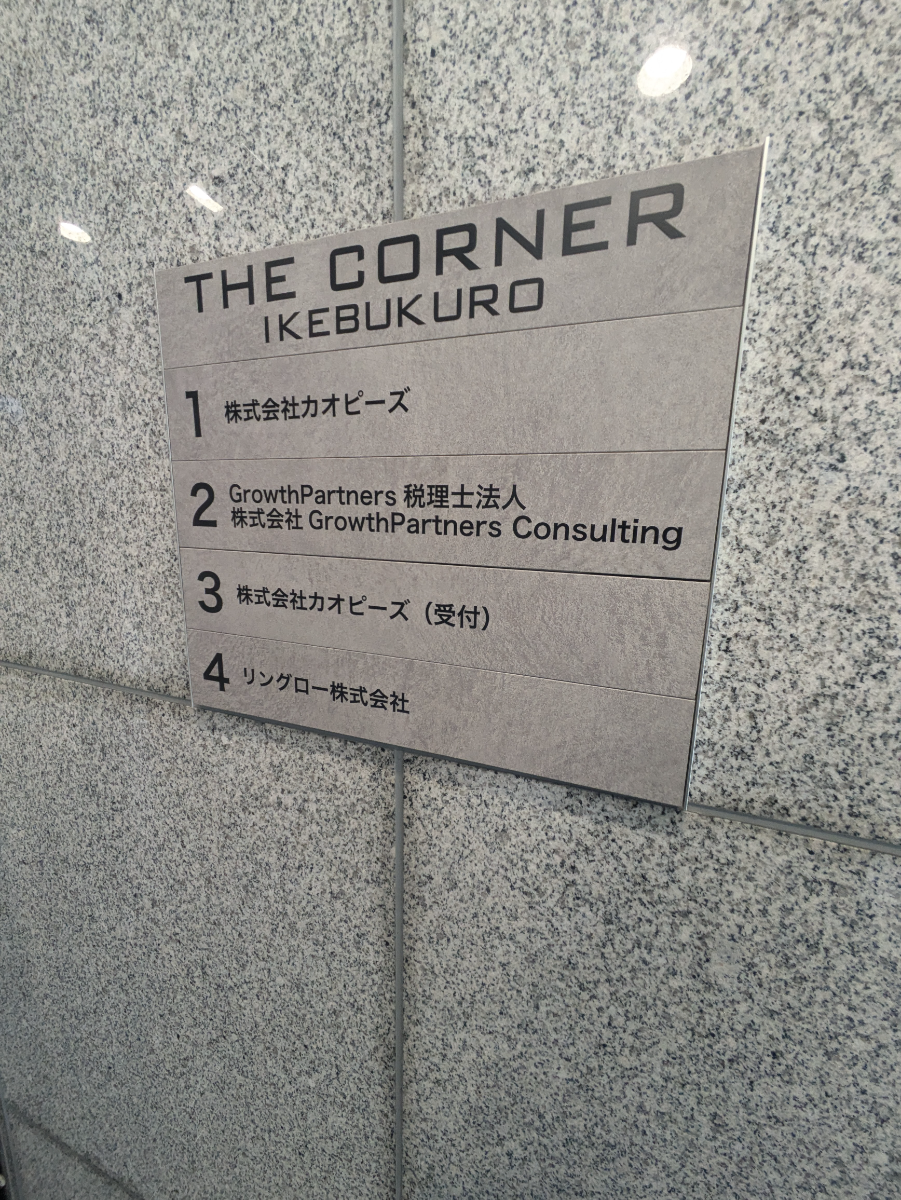 THE CORNER
IKEBUKURO
1 株式会社カオピーズ
2 GrowthPartners 税理士法人
株式会社 GrowthPartners Consulting
3 株式会社カオピーズ（受付）
4 リングロー株式会社